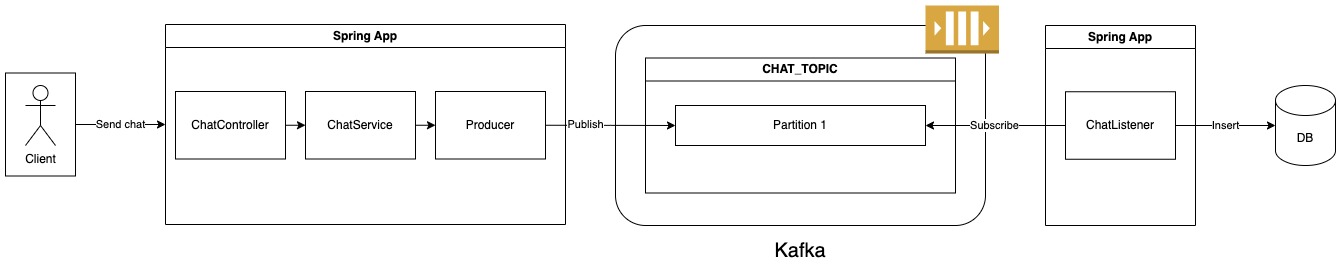 Spring App
Spring App
CHAT_TOPIC
Send chat
ChatController
ChatService
Producer
Publish
Partition 1
Subscribe
ChatListener
Insert
DB
Client
Kafka